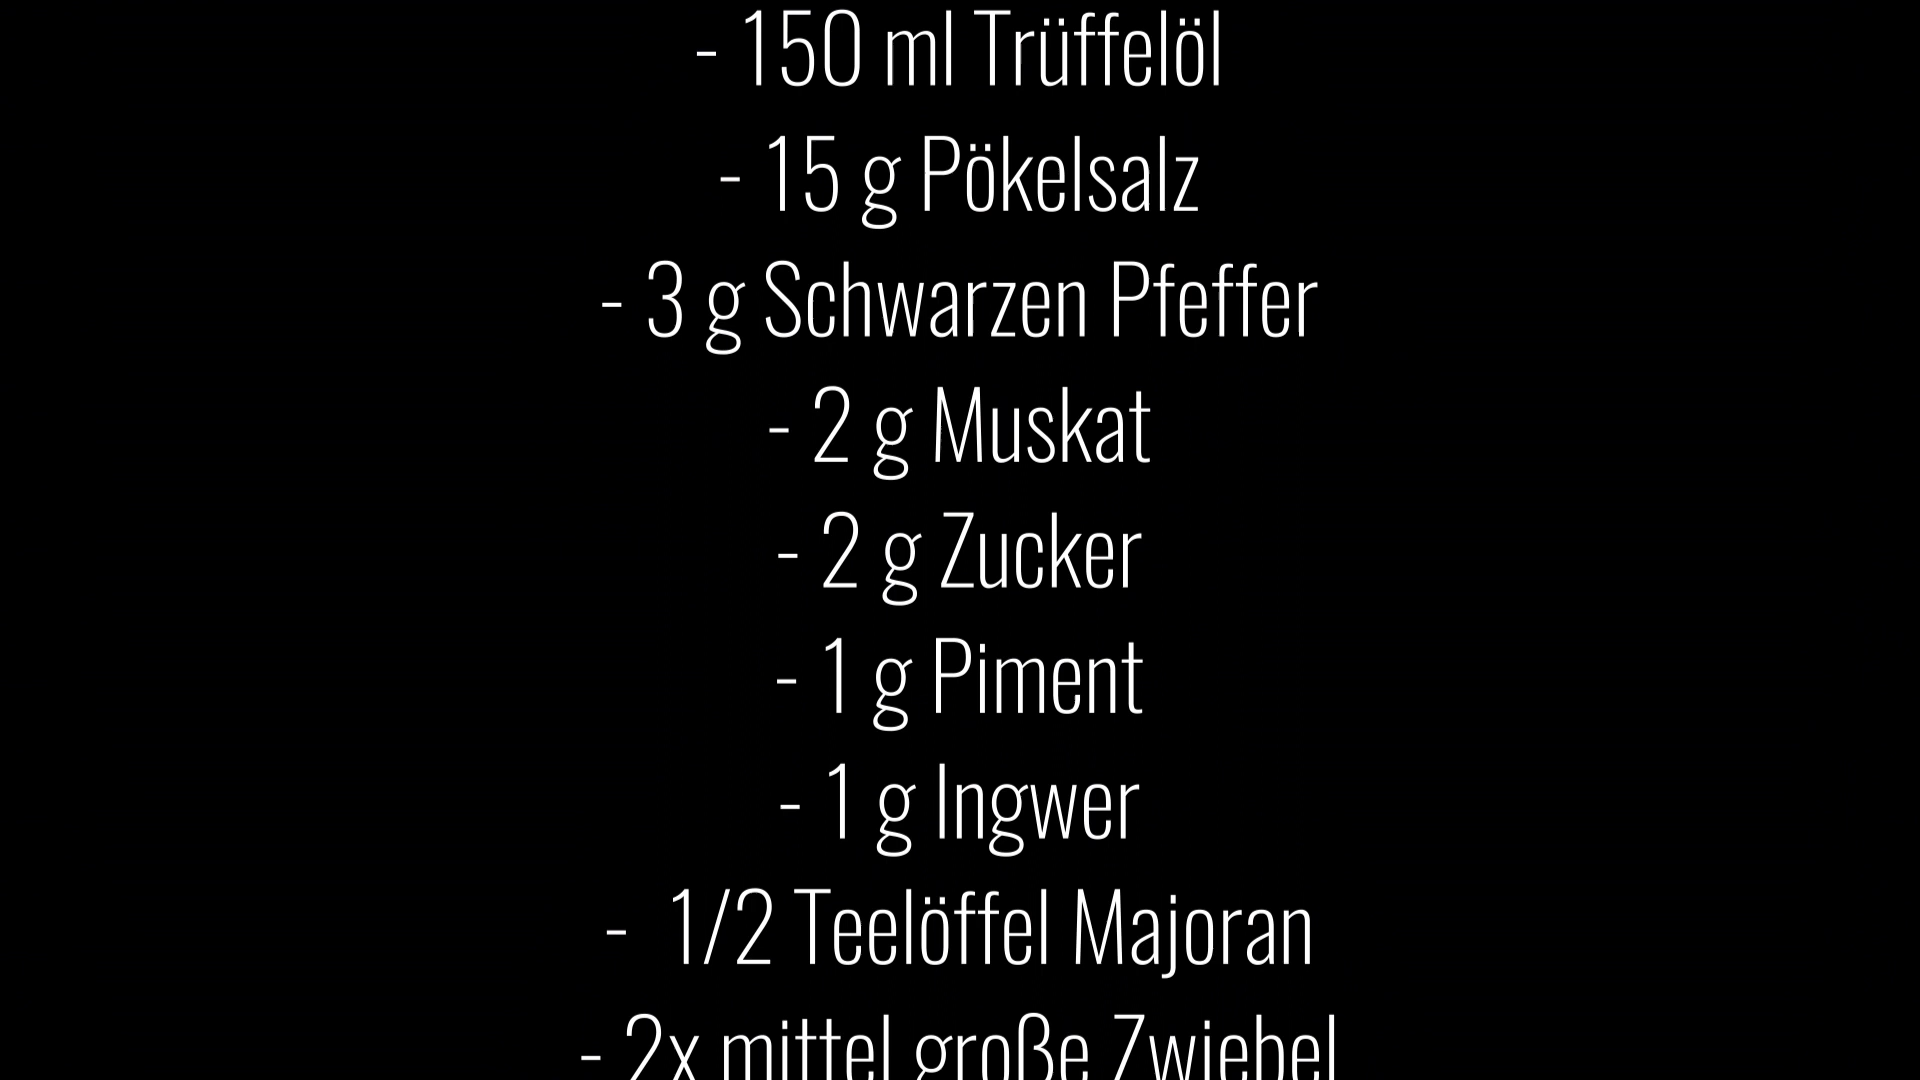 - 150 ml Trüffelöl
- 15 g Pökelsalz
- 3 g Schwarzen Pfeffer
- 2 g Muskat
- 2 g Zucker
- 1 g Piment
- 1 g Ingwer
- 1/2 Teelöffel Majoran
- 2x mittel große Zwiebel